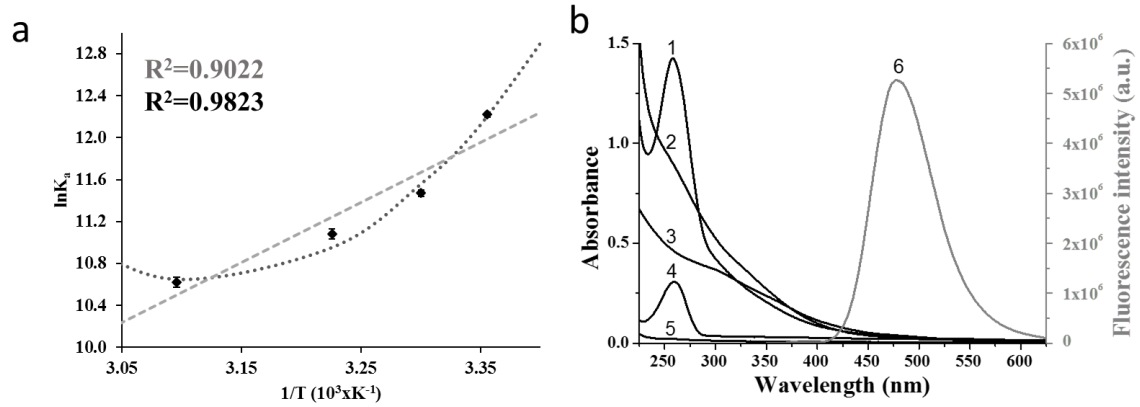 a
R²=0.9022
R²=0.9823
lnKₐ
12.8
12.4
12.0
11.6
11.2
10.8
10.4
10.0
3.05
3.15
3.25
3.35
1/T (10³xK⁻¹)
b
Absorbance
1.5
1.0
0.5
0.0
1
2
3
4
5
6
250
300
350
400
450
500
550
600
Wavelength (nm)
6x10⁶
5x10⁶
4x10⁶
3x10⁶
2x10⁶
1x10⁶
0
Fluorescence intensity (a.u.)